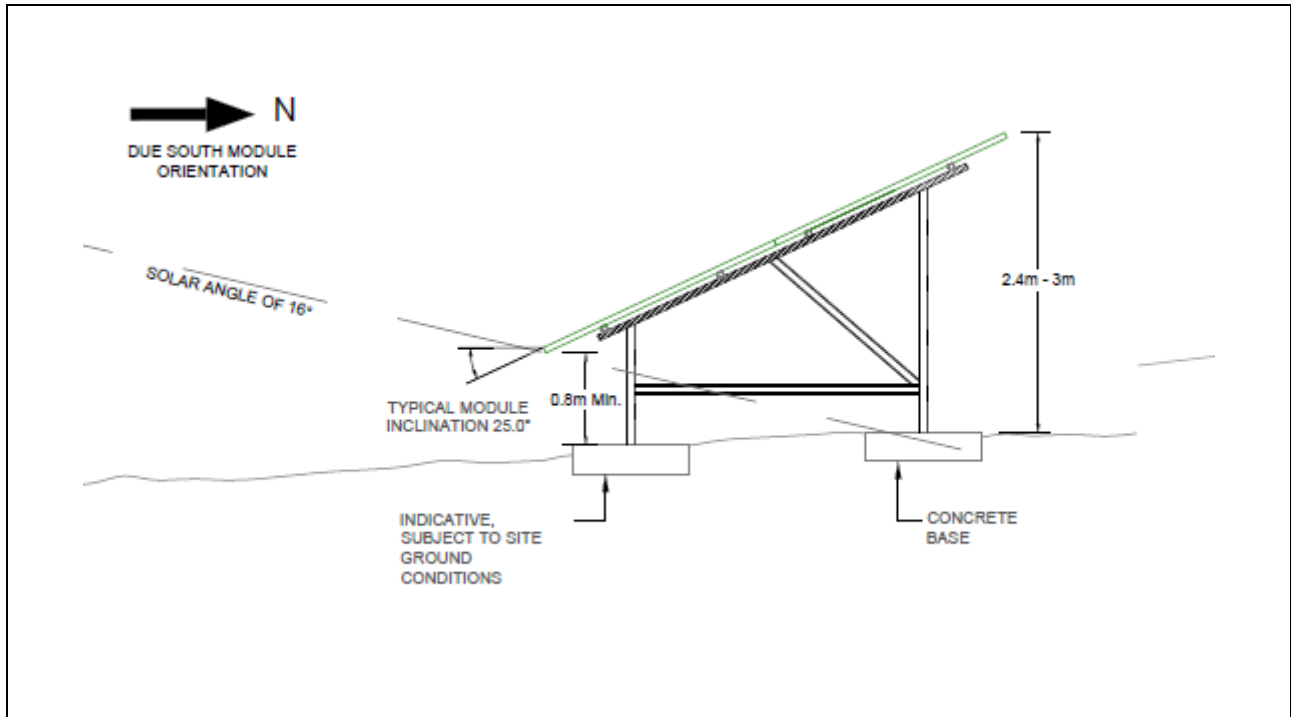 N
DUE SOUTH MODULE
ORIENTATION
SOLAR ANGLE OF 16°
2.4m - 3m
TYPICAL MODULE
INCLINATION 25.0°
0.8m Min.
INDICATIVE,
SUBJECT TO SITE
GROUND
CONDITIONS
CONCRETE
BASE